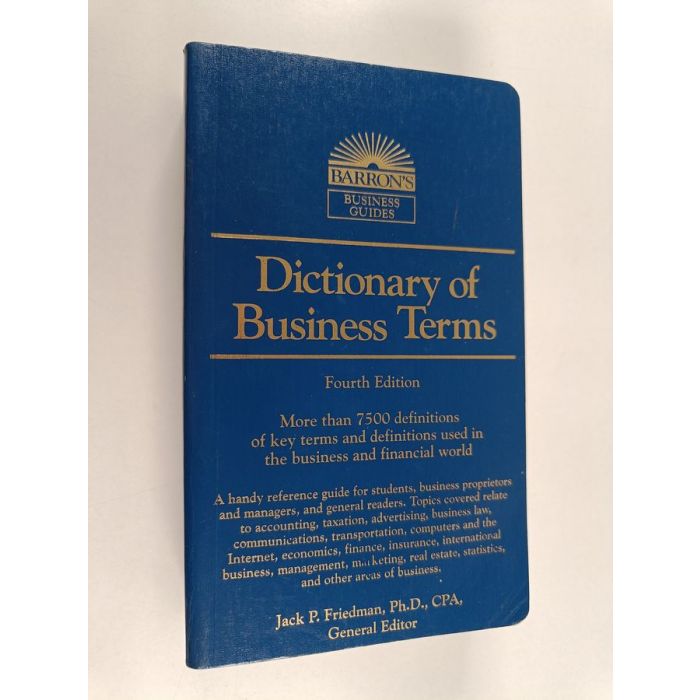 BARRON'S
BUSINESS
GUIDES
Dictionary of
Business Terms
Fourth Edition
More than 7500 definitions
of key terms and definitions used in
the business and financial world
A handy reference guide for students, business proprietors
and managers, and general readers. Topics covered relate
to accounting, taxation, advertising, business law,
communications, transportation, computers and the
Internet, economics, finance, insurance, international
business, management, marketing, real estate, statistics,
and other areas of business.
Jack P. Friedman, Ph.D., CPA,
General Editor